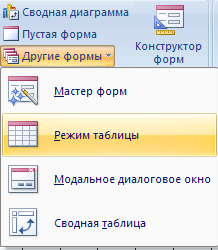 Сводная диаграмма
Пустая форма
Другие формы
Конструктор
форм
Мастер форм
Режим таблицы
Модальное диалоговое окно
Сводная таблица